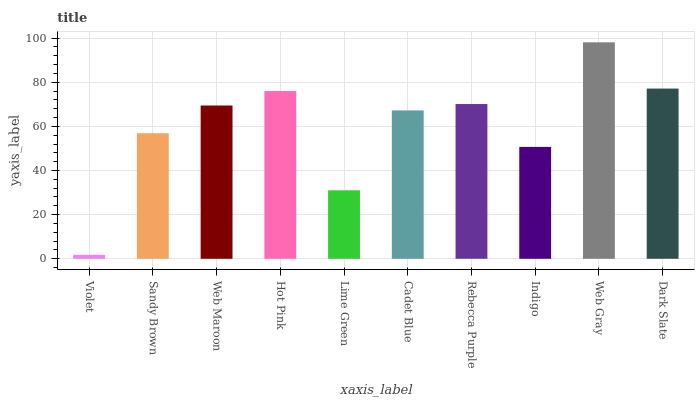 title
100
80
60
40
20
0
yaxis_label
Violet
Sandy Brown
Web Maroon
Hot Pink
Lime Green
Cadet Blue
Rebecca Purple
Indigo
Web Gray
Dark Slate
xaxis_label